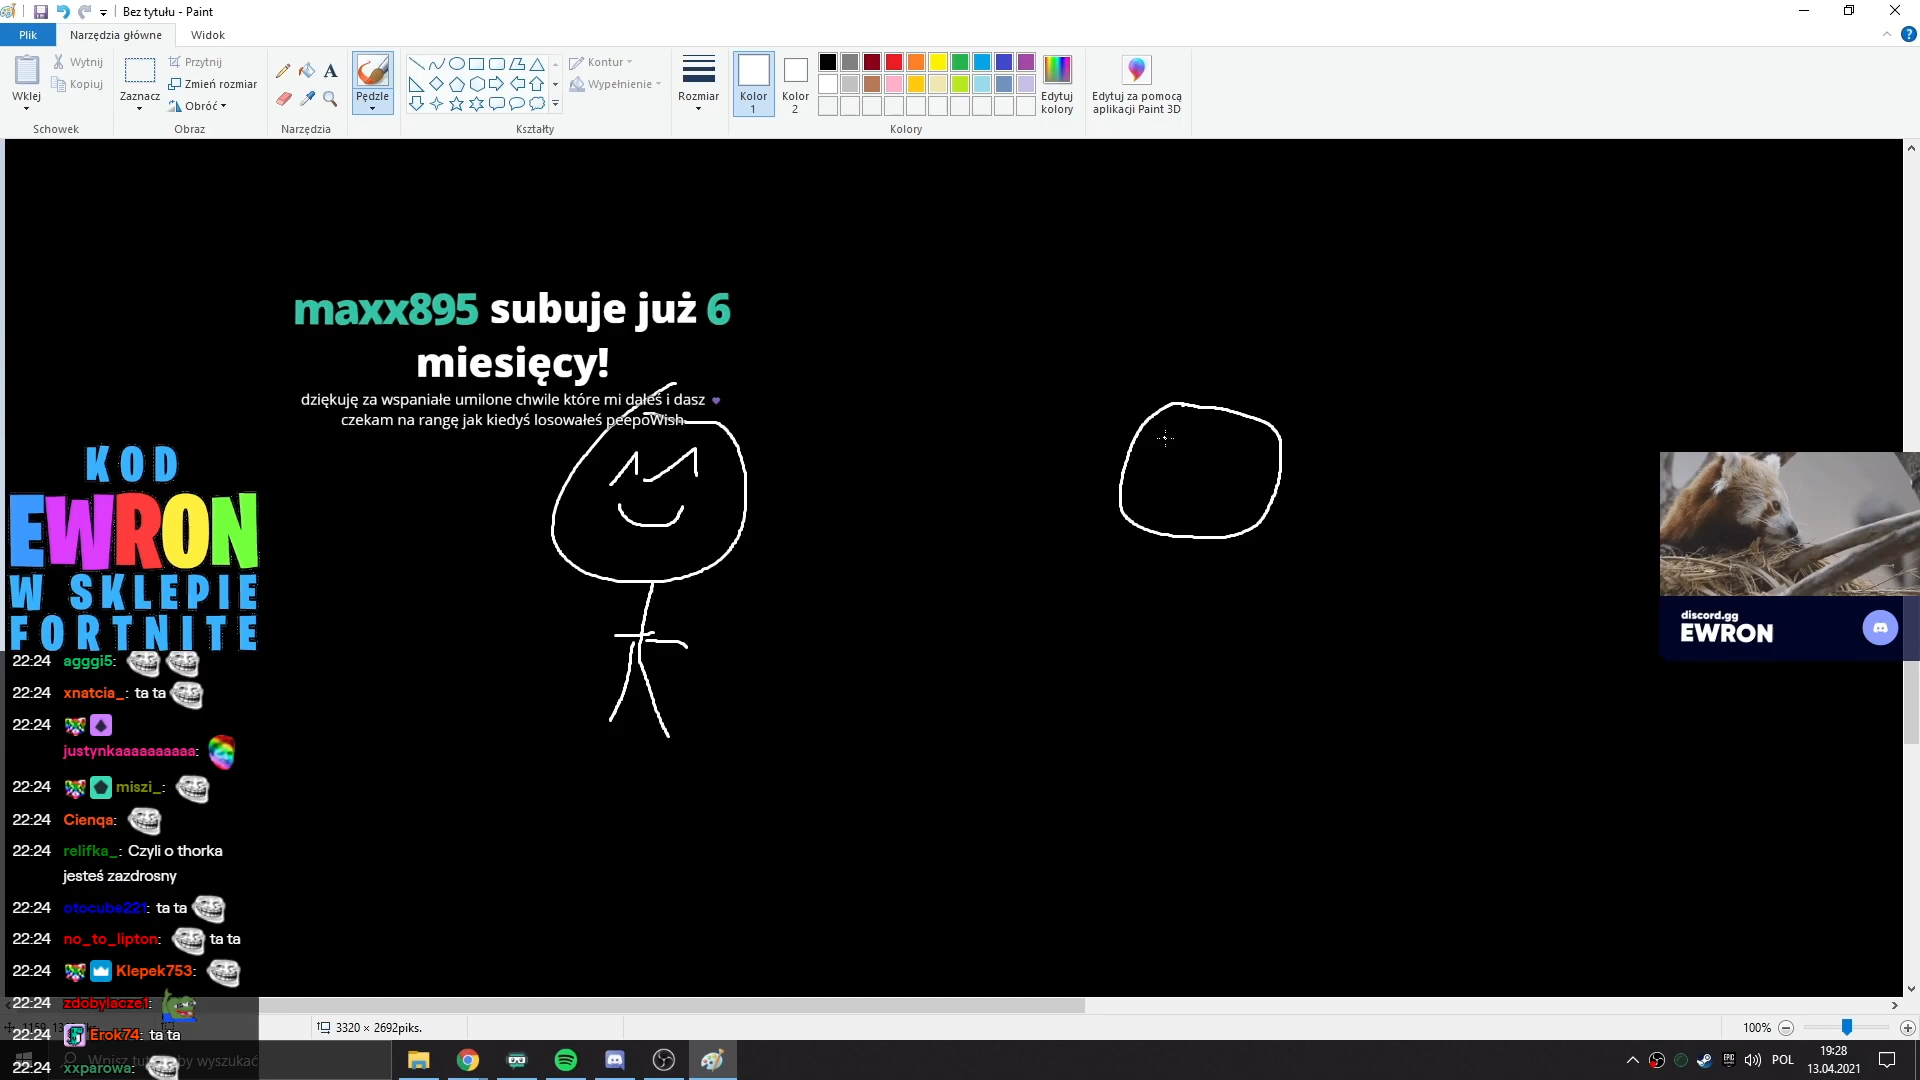 Bez tytułu - Paint
Plik
Narzędzia główne
Widok
Wklej
Wytnij
Kopiuj
Schowek
Zaznacz
Przytnij
Zmień rozmiar
Obróć
Obraz
A
Narzędzia
Pędzle
Kontur
Wypełnienie
Kształty
Rozmiar
Kolor
1
Kolor
2
Edytuj
kolory
Kolory
Edytuj za pomocą
aplikacji Paint 3D
maxx895 subuje już 6
miesięcy!
dziękuję za wspaniałe umilone chwile które mi dałeś i dasz
czekam na rangę jak kiedyś losowałeś peepoWish
KOD
EWRON
W SKLEPIE
FORTNITE
discord.gg
EWRON
22:24 agggi5:
22:24 xnatcia_: ta ta
22:24
justynkaaaaaaaaaa:
22:24 miszi_:
22:24 Cienqa:
22:24 relifka_: Czyli o thorka
jesteś zazdrosny
22:24 otocube221: ta ta
22:24 no_to_lipton: ta ta
22:24 Klepek753:
22:24 zdobylacze1:
22:24 Erok74: ta ta
22:24 xxparowa:
3320 × 2692piks.
100%
by wyszukać
POL
19:28
13.04.2021